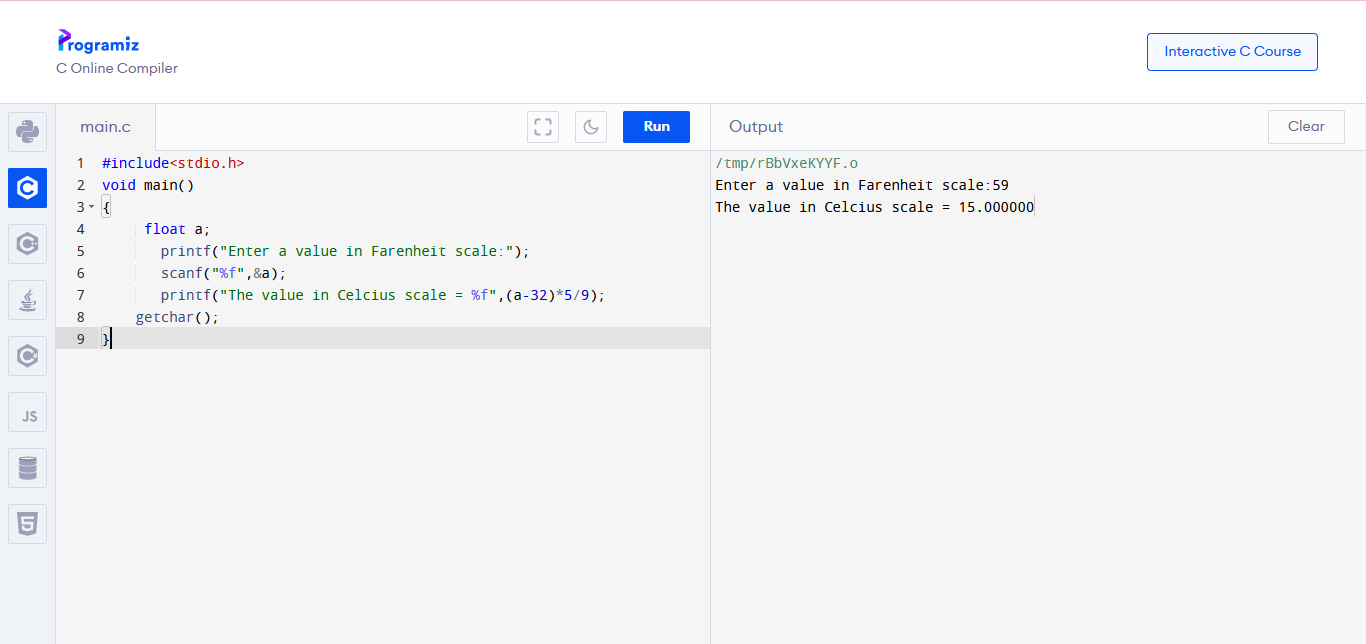 Programiz
C Online Compiler
Interactive C Course
main.c
Run
Output
Clear
1 #include<stdio.h>
2 void main()
3 {
4 float a;
5 printf("Enter a value in Farenheit scale:");
6 scanf("%f",&a);
7 printf("The value in Celcius scale = %f",(a-32)*5/9);
8 getchar();
9 }
/tmp/rBbVxeKYYF.o
Enter a value in Farenheit scale:59
The value in Celcius scale = 15.000000
C
C
C
JS
5